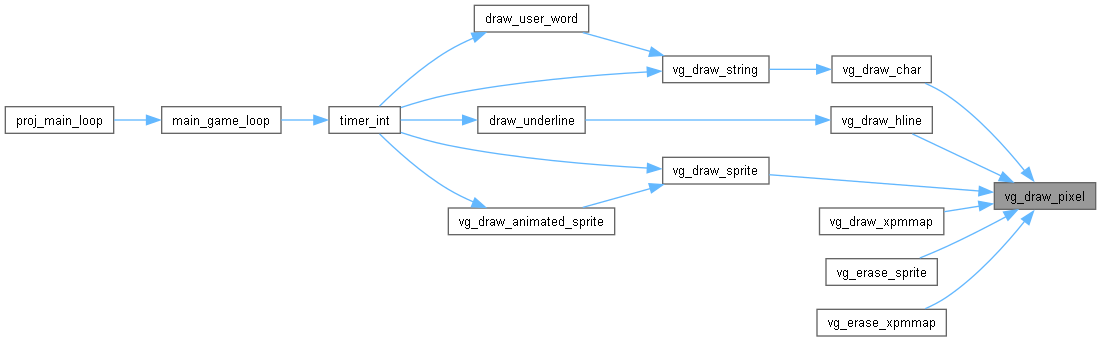 draw_user_word
vg_draw_string
vg_draw_char
proj_main_loop
main_game_loop
timer_int
draw_underline
vg_draw_hline
vg_draw_sprite
vg_draw_pixel
vg_draw_animated_sprite
vg_draw_xpmmap
vg_erase_sprite
vg_erase_xpmmap